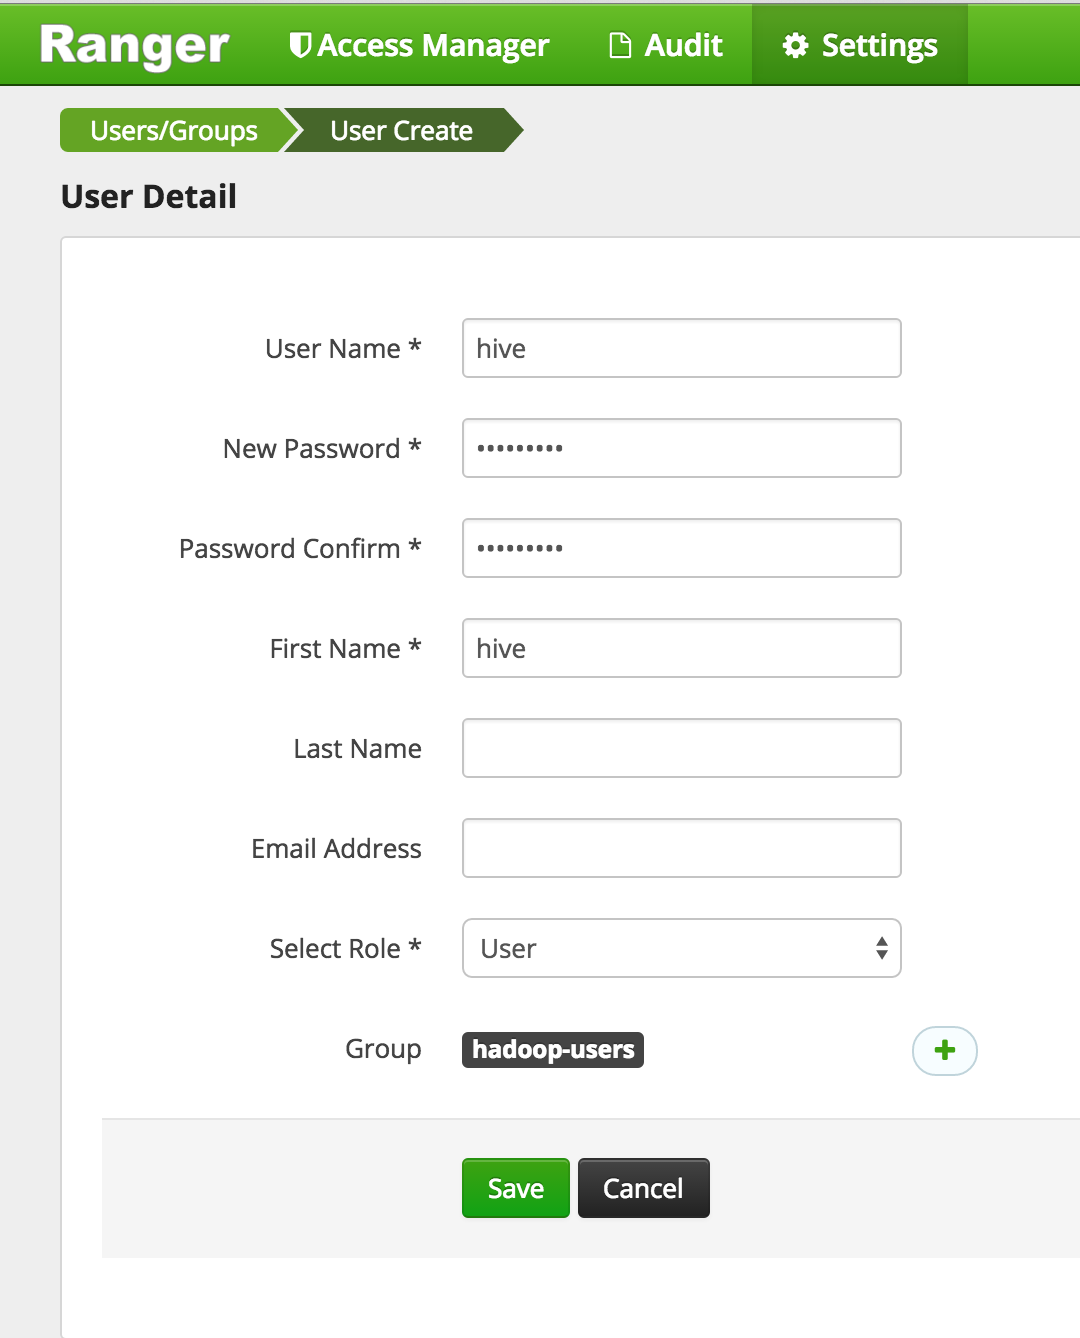 Ranger Access Manager Audit Settings
Users/Groups User Create
User Detail
User Name * hive
New Password * •••••••••
Password Confirm * •••••••••
First Name * hive
Last Name
Email Address
Select Role * User
Group hadoop-users
Save Cancel